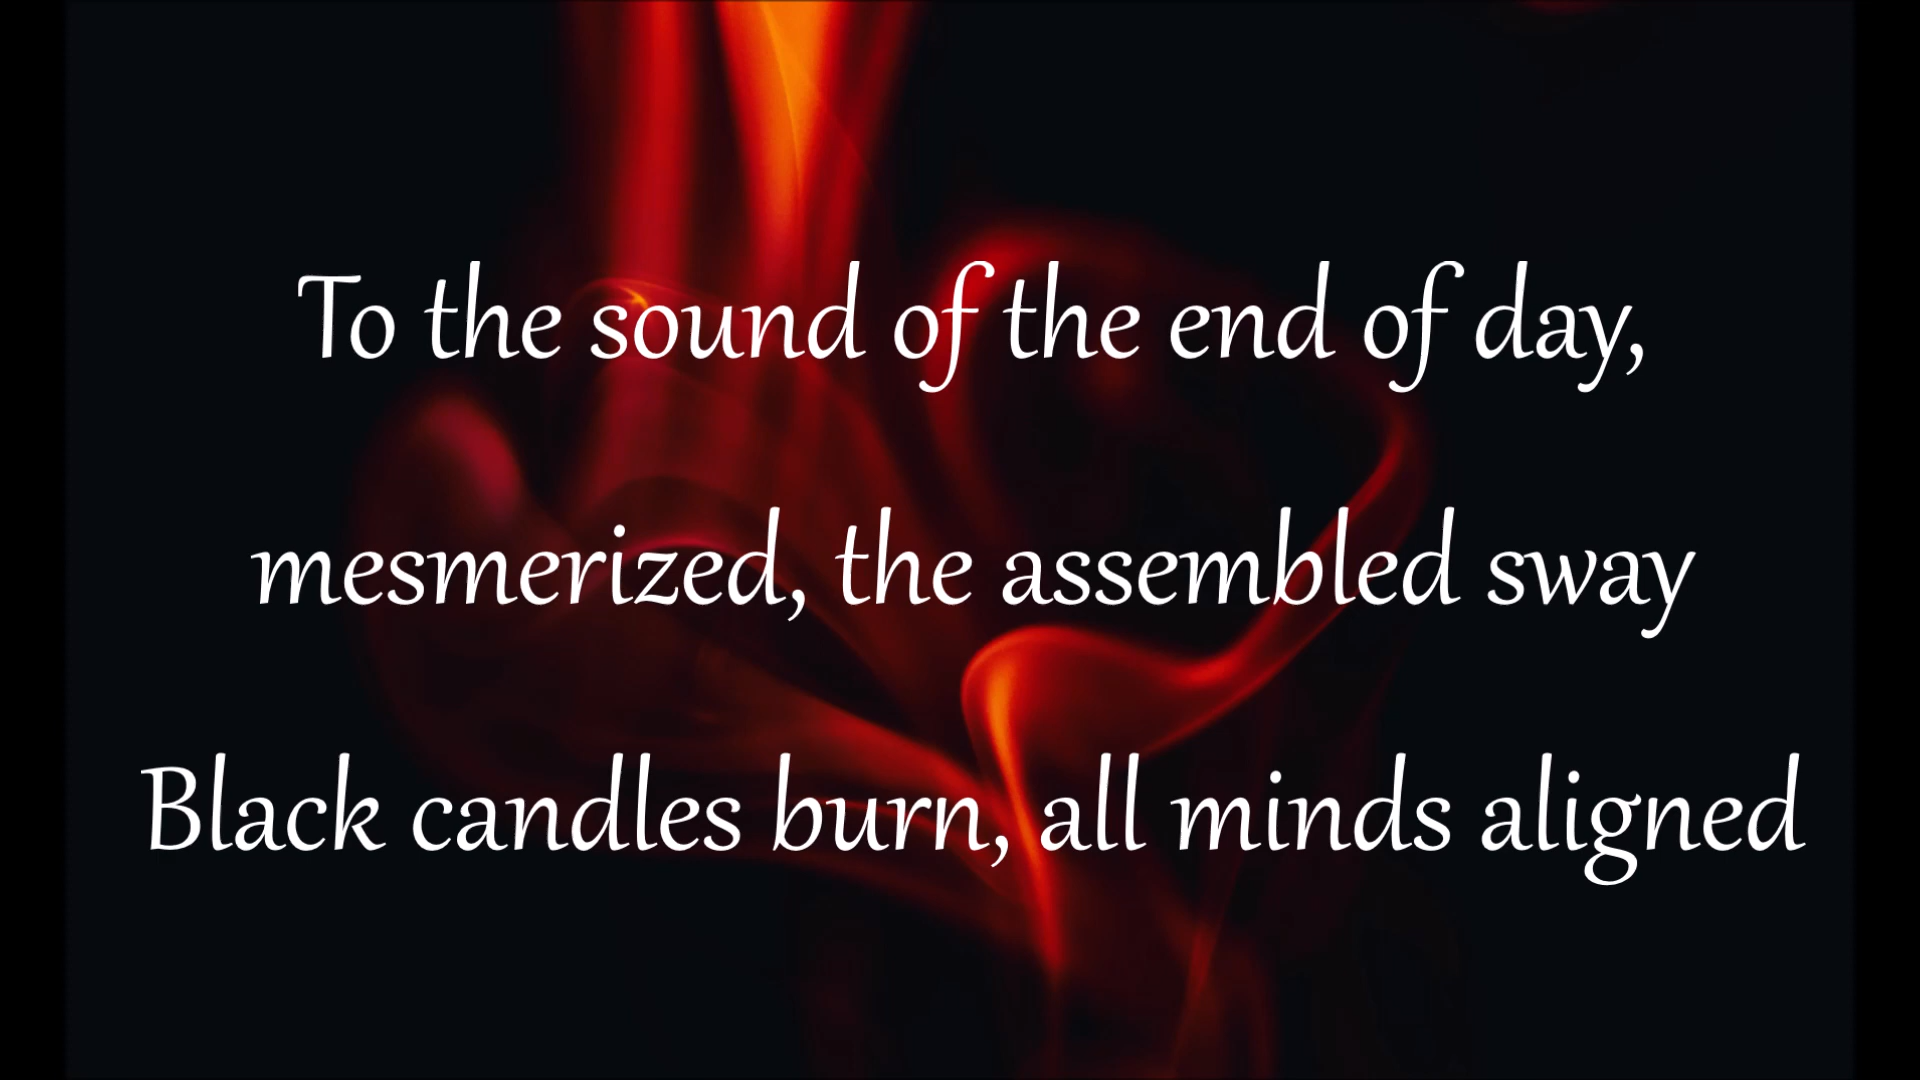 To the sound of the end of day,
mesmerized, the assembled sway
Black candles burn, all minds aligned